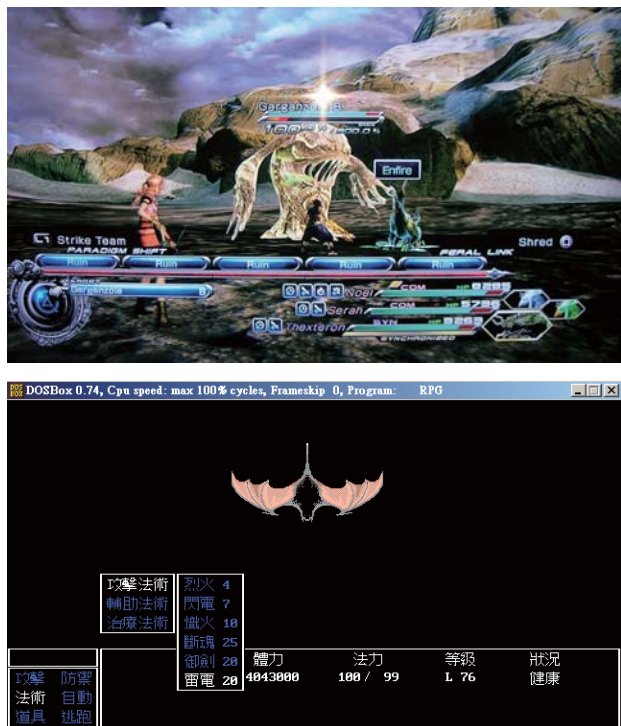 Garganzola B
Enfire
Strike Team
PARADIGM SHIFT
Shred
FERAL LINK
Ruin Ruin Ruin Ruin Ruin
Garganzola B
Noel COM HP
Serah COM HP
Thexteron SYN HP
SYNCHRONIZED
DOSBox 0.74, Cpu speed: max 100% cycles, Frameskip 0, Program: RPG
攻擊法術 烈火 4
輔助法術 閃電 7
治療法術 熾火 10
斷魂 25
御劍 20
雷電 20
體力 法力 等級 狀況
4043000 100 / 99 L 76 健康
攻擊 防禦
法術 自動
道具 逃跑